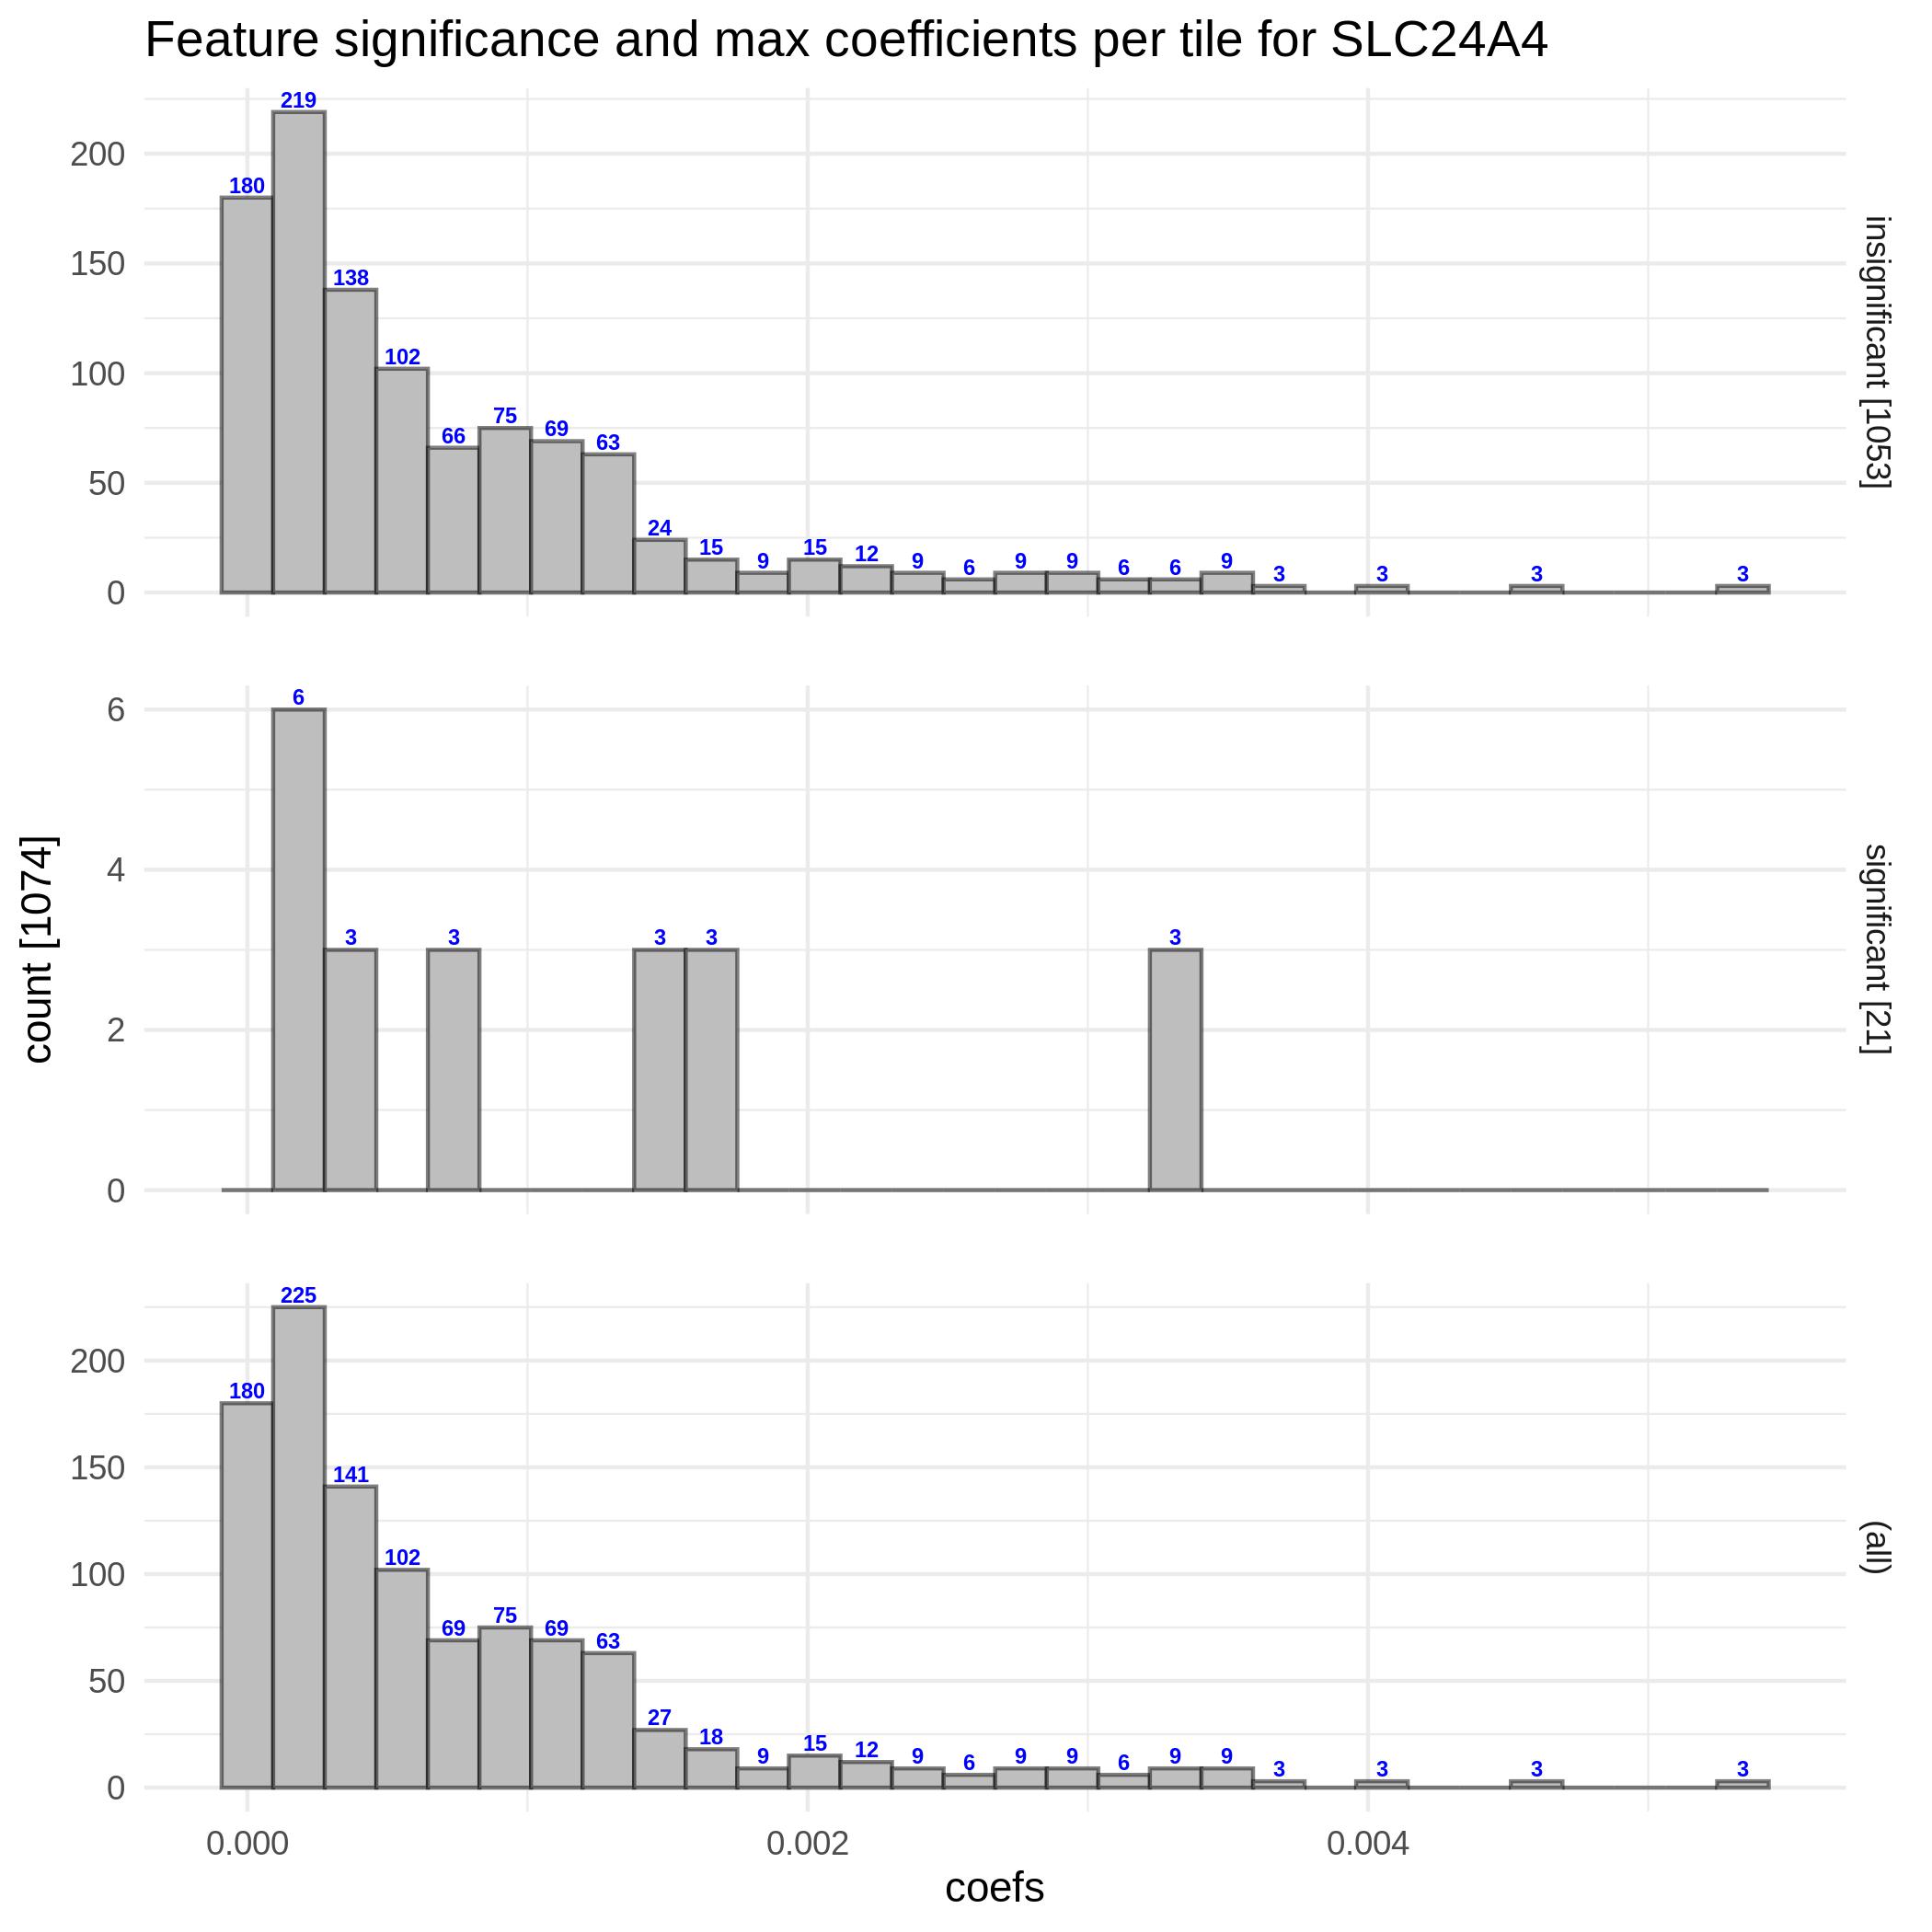 Feature significance and max coefficients per tile for SLC24A4
count [1074]
200
150
100
50
0
219
180
138
102
66 75 69 63
24 15 9 15 12 9 6 9 9 6 6 9 3 3 3 3
insignificant [1053]
6
4
2
0
6
3 3 3 3 3
significant [21]
200
150
100
50
0
225
180
141
102
69 75 69 63
27 18 9 15 12 9 6 9 9 6 9 9 3 3 3 3
(all)
0.000 0.002 0.004
coefs